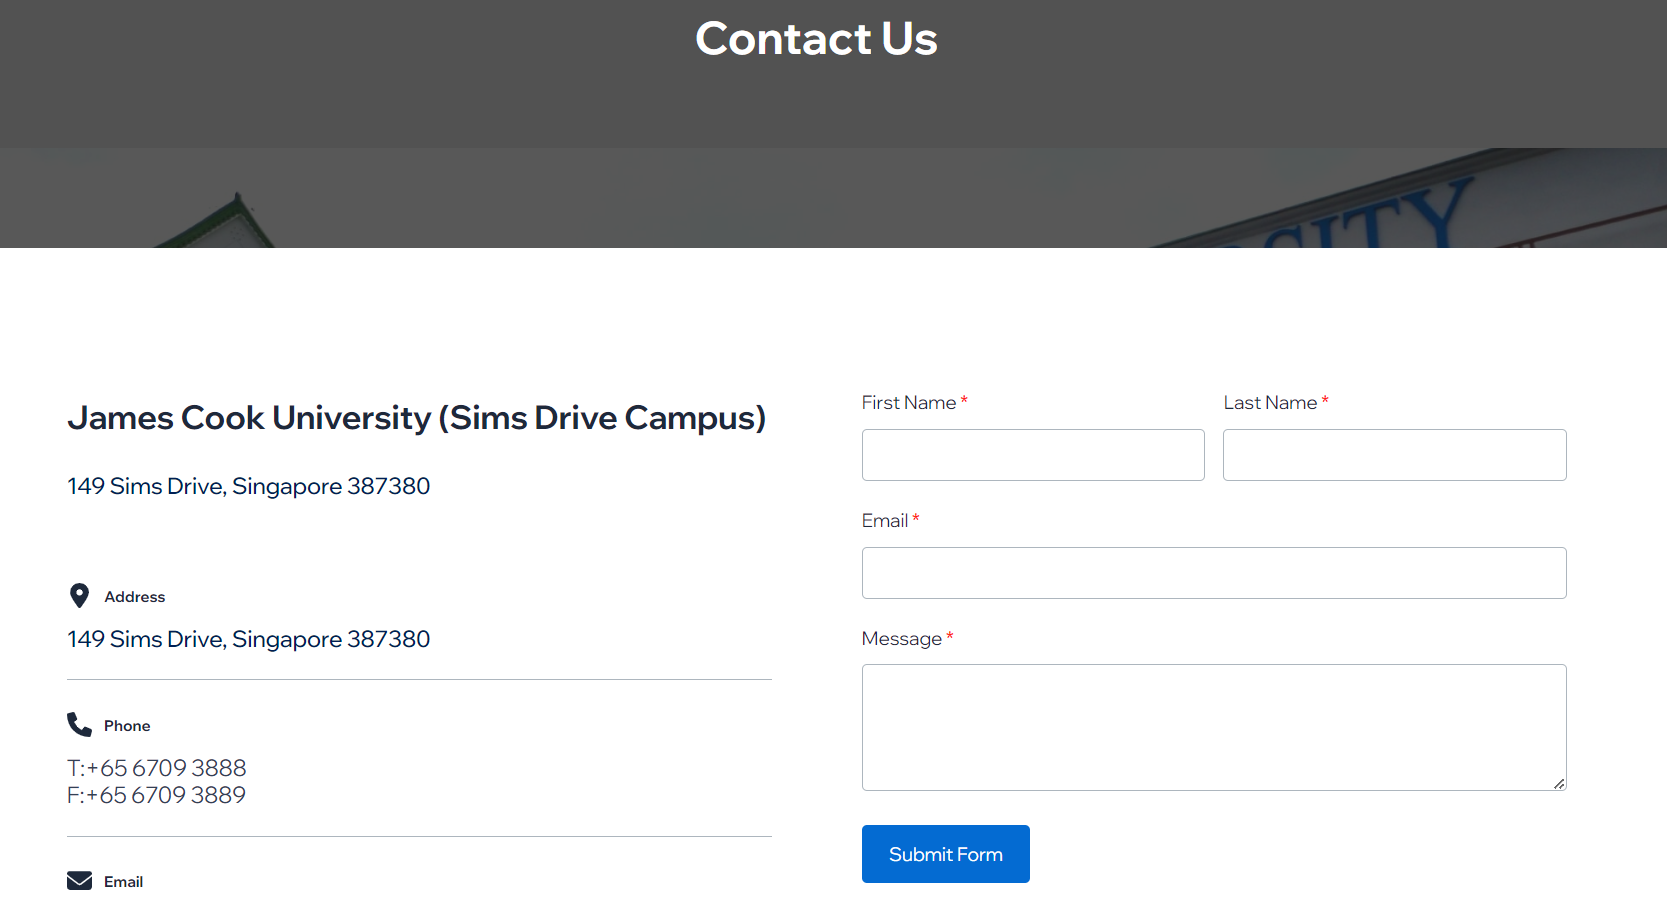 Contact Us
SITY
James Cook University (Sims Drive Campus)
149 Sims Drive, Singapore 387380
Address
149 Sims Drive, Singapore 387380
Phone
T:+65 6709 3888
F:+65 6709 3889
Email
First Name *
Last Name *
Email *
Message *
Submit Form